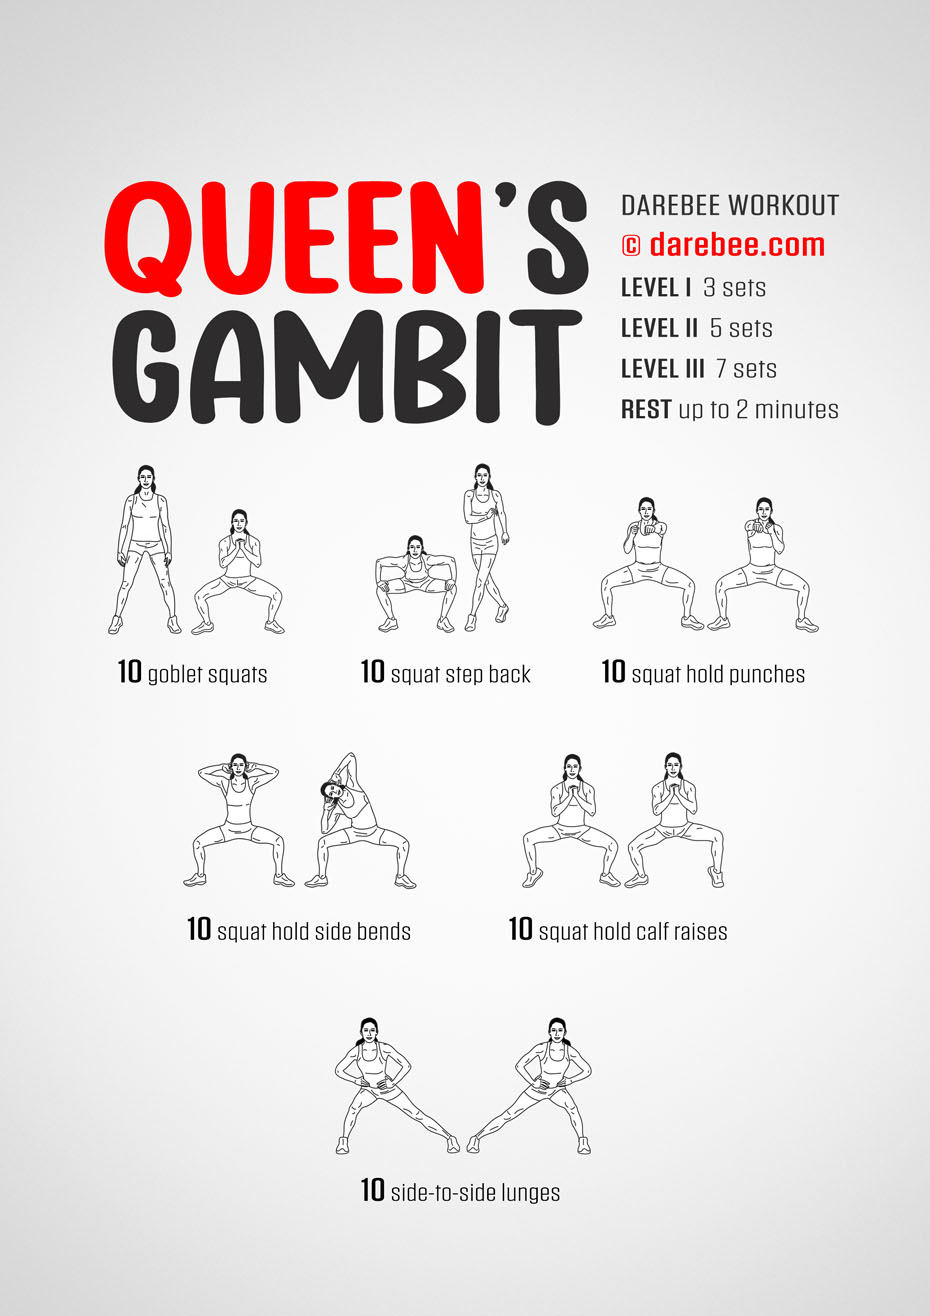 QUEEN'S
GAMBIT
DAREBEE WORKOUT
© darebee.com
LEVEL I 3 sets
LEVEL II 5 sets
LEVEL III 7 sets
REST up to 2 minutes
10 goblet squats
10 squat step back
10 squat hold punches
10 squat hold side bends
10 squat hold calf raises
10 side-to-side lunges